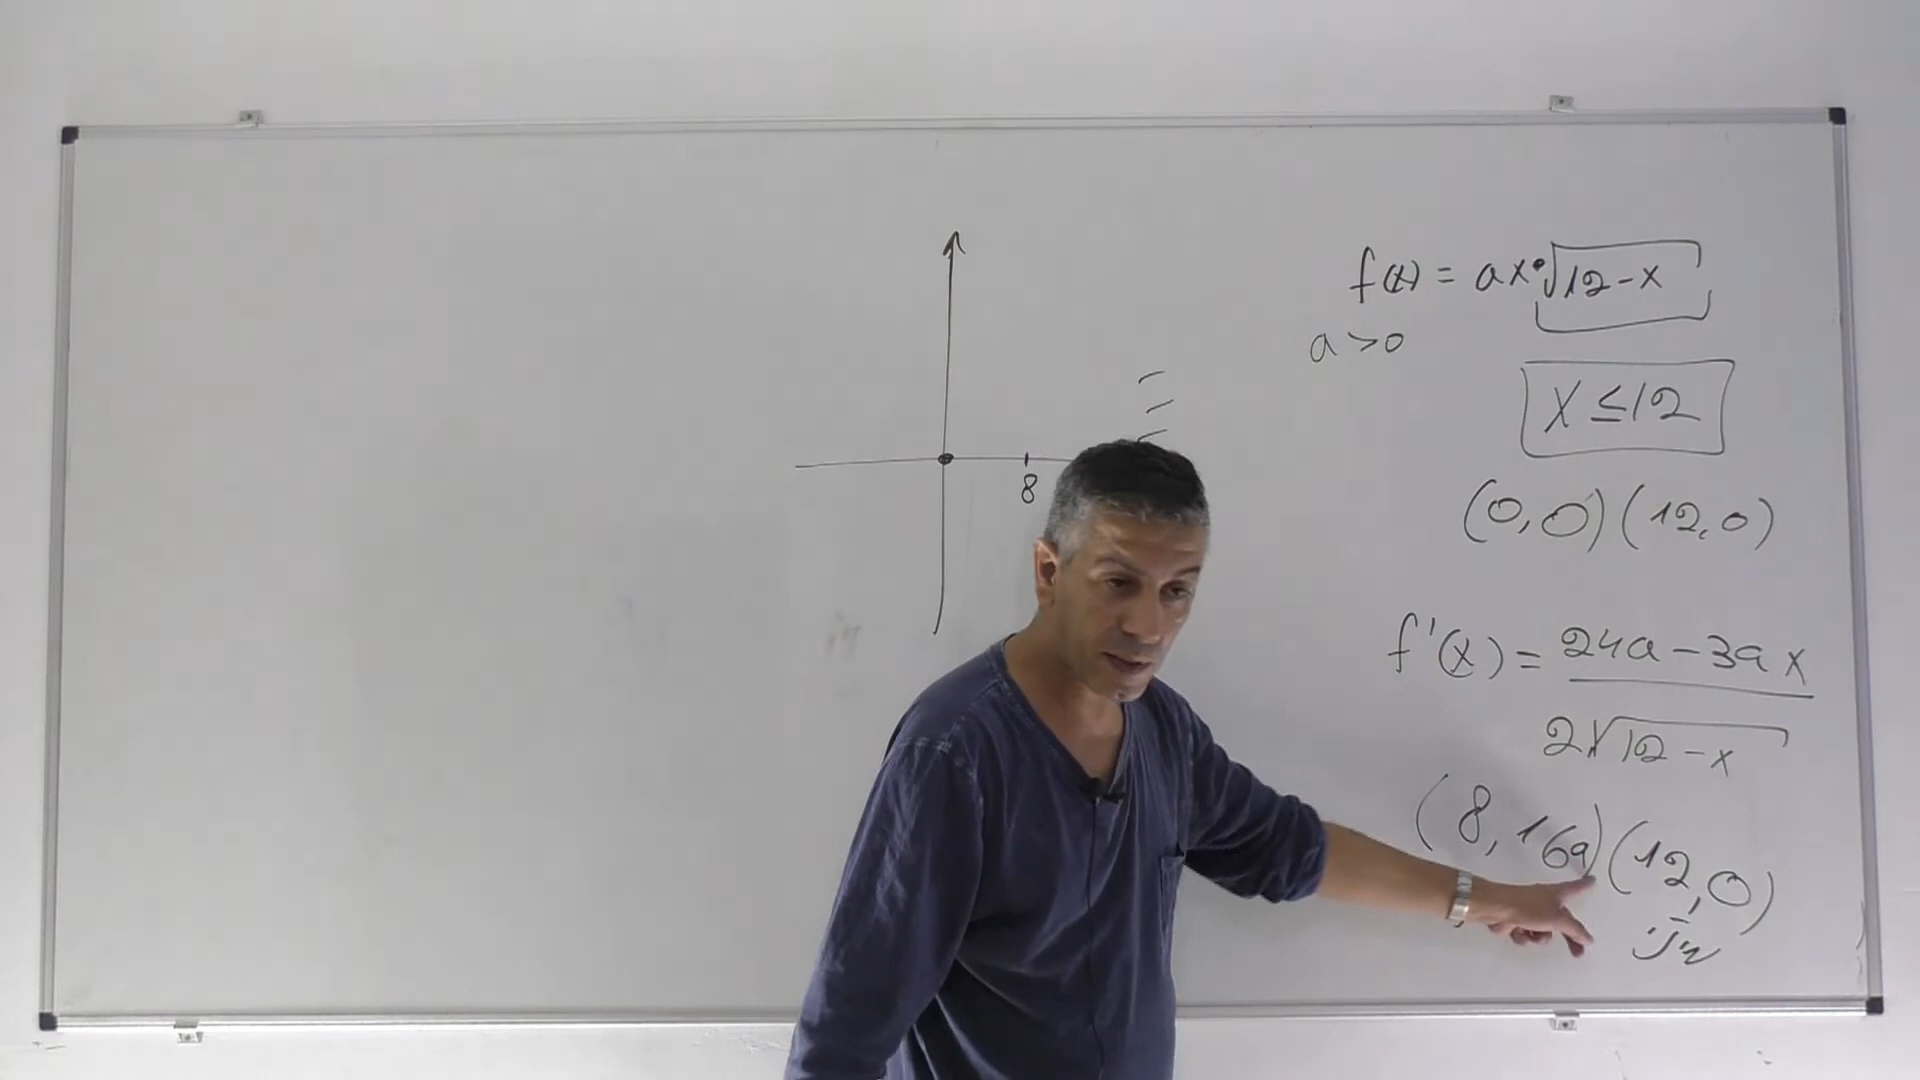 f(x) = ax•√12-x
a>0
x ≤ 12
(0,0) (12,0)
8
f'(x) = 24a-3ax / 2√12-x
(8,16a) (12,0)